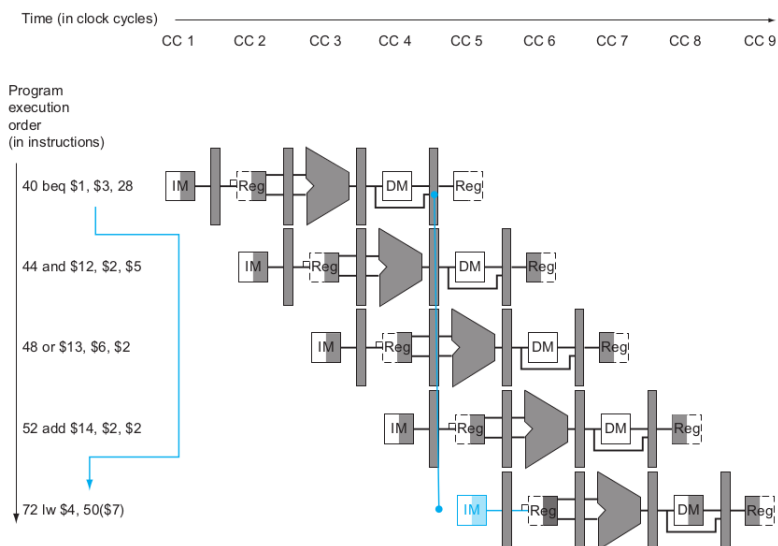 Time (in clock cycles)
CC 1 CC 2 CC 3 CC 4 CC 5 CC 6 CC 7 CC 8 CC 9
Program
execution
order
(in instructions)
40 beq $1, $3, 28
IM Reg DM Reg
44 and $12, $2, $5
IM Reg DM Reg
48 or $13, $6, $2
IM Reg DM Reg
52 add $14, $2, $2
IM Reg DM Reg
72 lw $4, 50($7)
IM Reg DM Reg